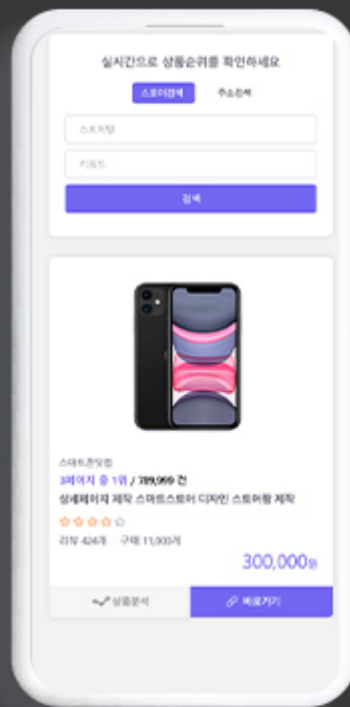 실시간으로 상품순위를 확인하세요
스토어검색 주소검색
스토어명
키워드
검색
스마트폰닷컴
3페이지 중 1위 / 789,999 건
상세페이지 제작 스마트스토어 디자인 스토어팜 제작
리뷰 424개 구매 11,000개
300,000원
상품분석 바로가기